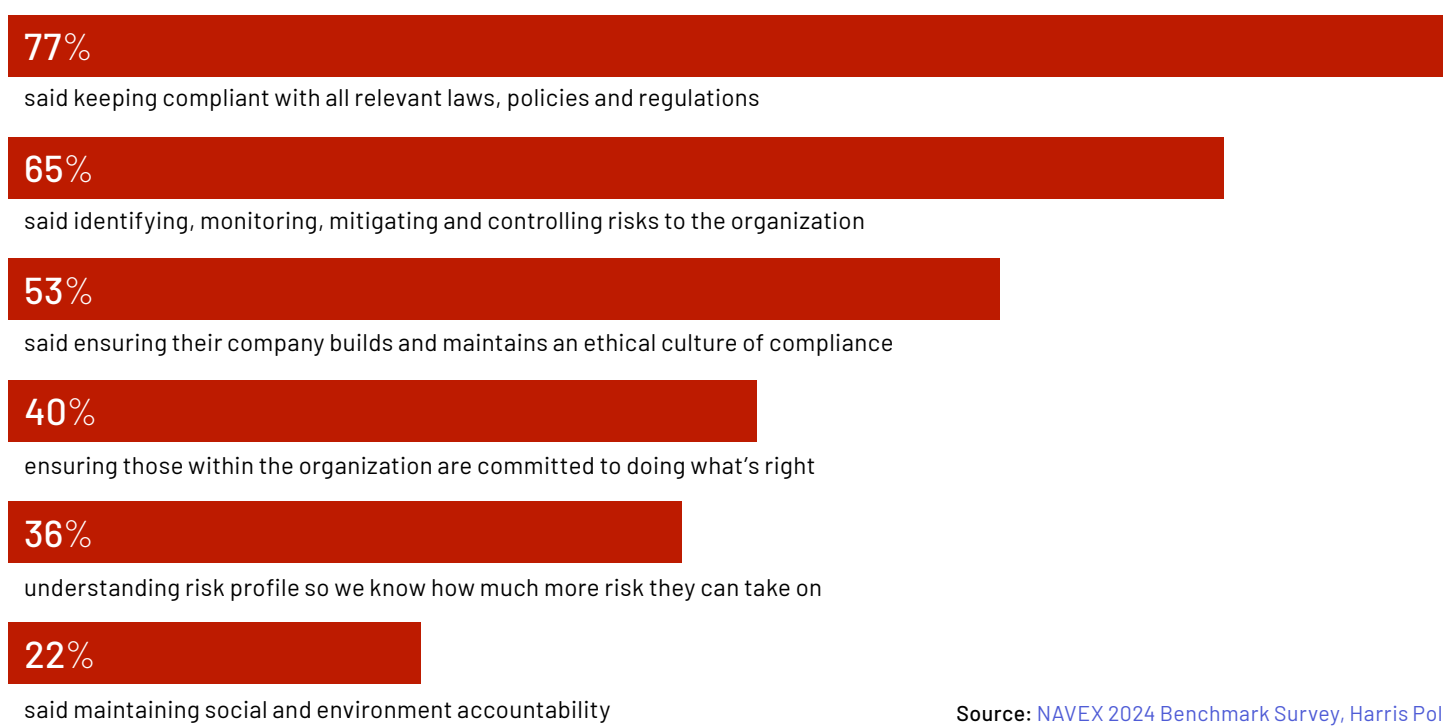 77%
said keeping compliant with all relevant laws, policies and regulations
65%
said identifying, monitoring, mitigating and controlling risks to the organization
53%
said ensuring their company builds and maintains an ethical culture of compliance
40%
ensuring those within the organization are committed to doing what's right
36%
understanding risk profile so we know how much more risk they can take on
22%
said maintaining social and environment accountability
Source: NAVEX 2024 Benchmark Survey, Harris Pol